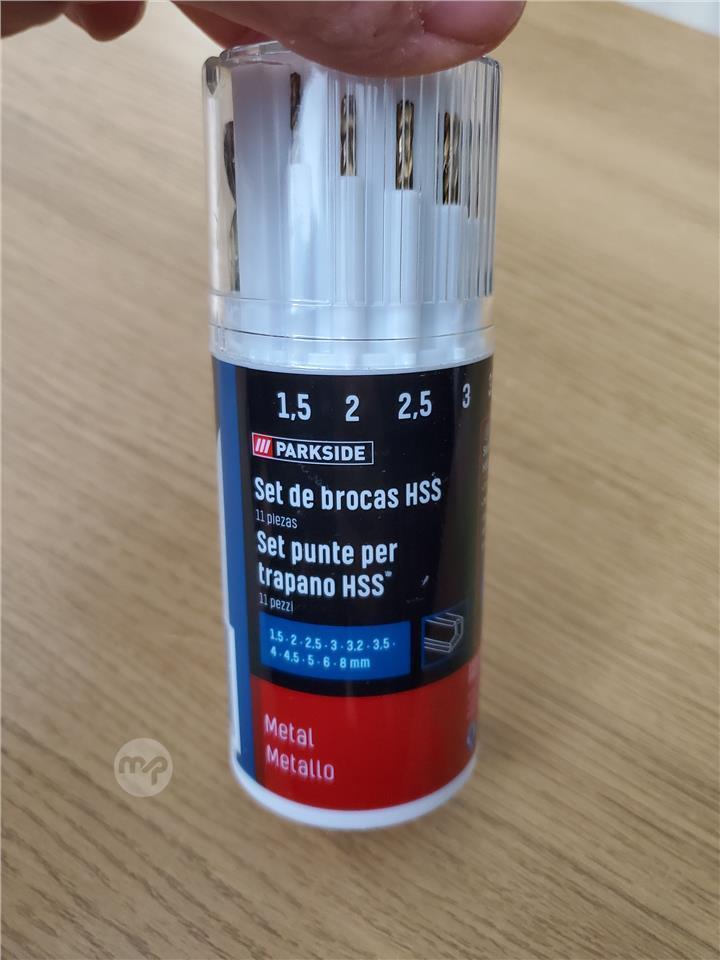 1,5 2 2,5 3
PARKSIDE
Set de brocas HSS
11 piezas
Set punte per
trapano HSS
11 pezzi
1.5 · 2 · 2.5 · 3 · 3.2 · 3.5 ·
4 · 4.5 · 5 · 6 · 8 mm
Metal
Metallo
mp